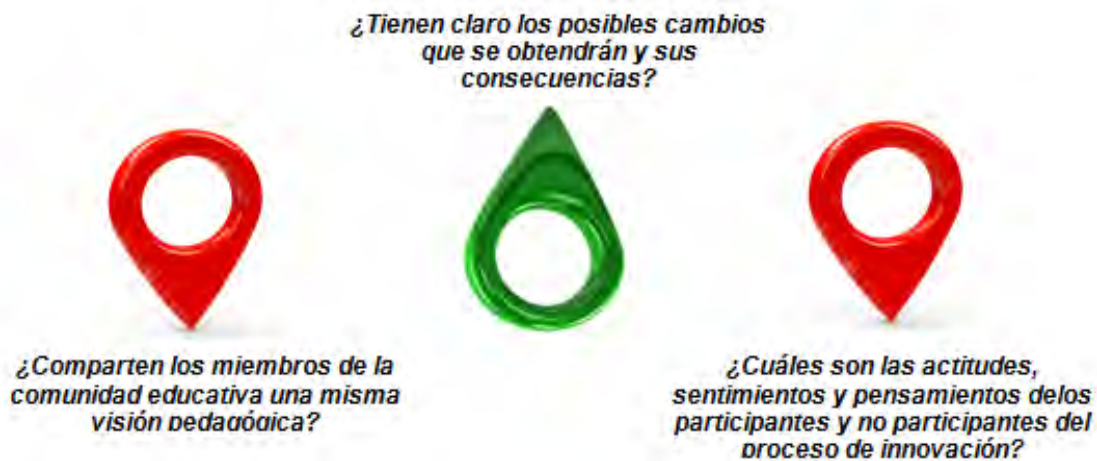 ¿Tienen claro los posibles cambios
que se obtendrán y sus
consecuencias?
¿Comparten los miembros de la
comunidad educativa una misma
visión pedagógica?
¿Cuáles son las actitudes,
sentimientos y pensamientos delos
participantes y no participantes del
proceso de innovación?